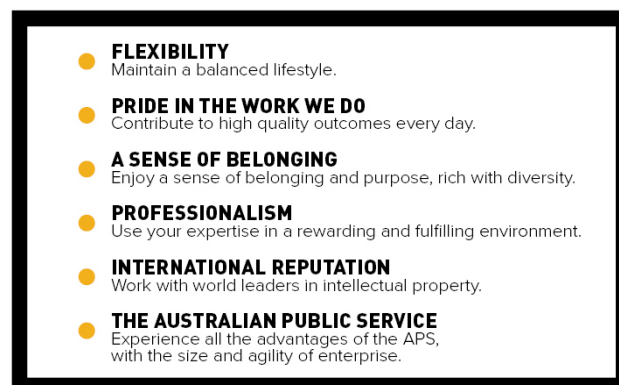 FLEXIBILITY
Maintain a balanced lifestyle.
PRIDE IN THE WORK WE DO
Contribute to high quality outcomes every day.
A SENSE OF BELONGING
Enjoy a sense of belonging and purpose, rich with diversity.
PROFESSIONALISM
Use your expertise in a rewarding and fulfilling environment.
INTERNATIONAL REPUTATION
Work with world leaders in intellectual property.
THE AUSTRALIAN PUBLIC SERVICE
Experience all the advantages of the APS,
with the size and agility of enterprise.